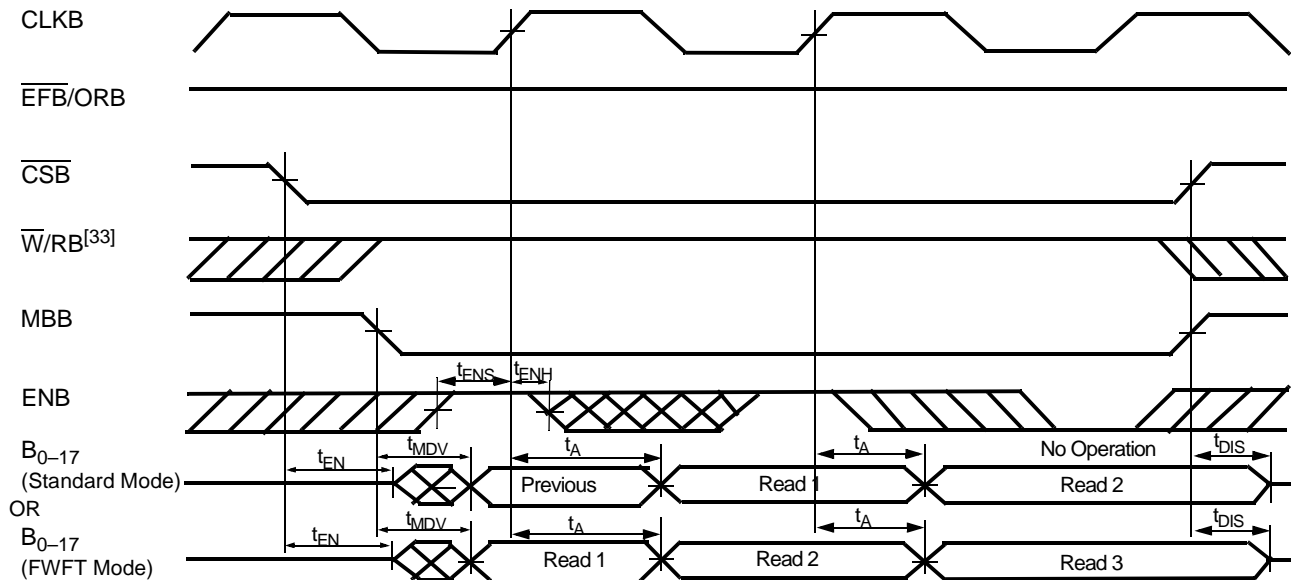 CLKB
EFB/ORB
CSB
W/RB[33]
MBB
tENS tENH
ENB
No Operation
B0–17
(Standard Mode)
tEN tMDV tA tA tDIS
Previous Read 1 Read 2
OR
B0–17
(FWFT Mode)
tEN tMDV tA tA tDIS
Read 1 Read 2 Read 3